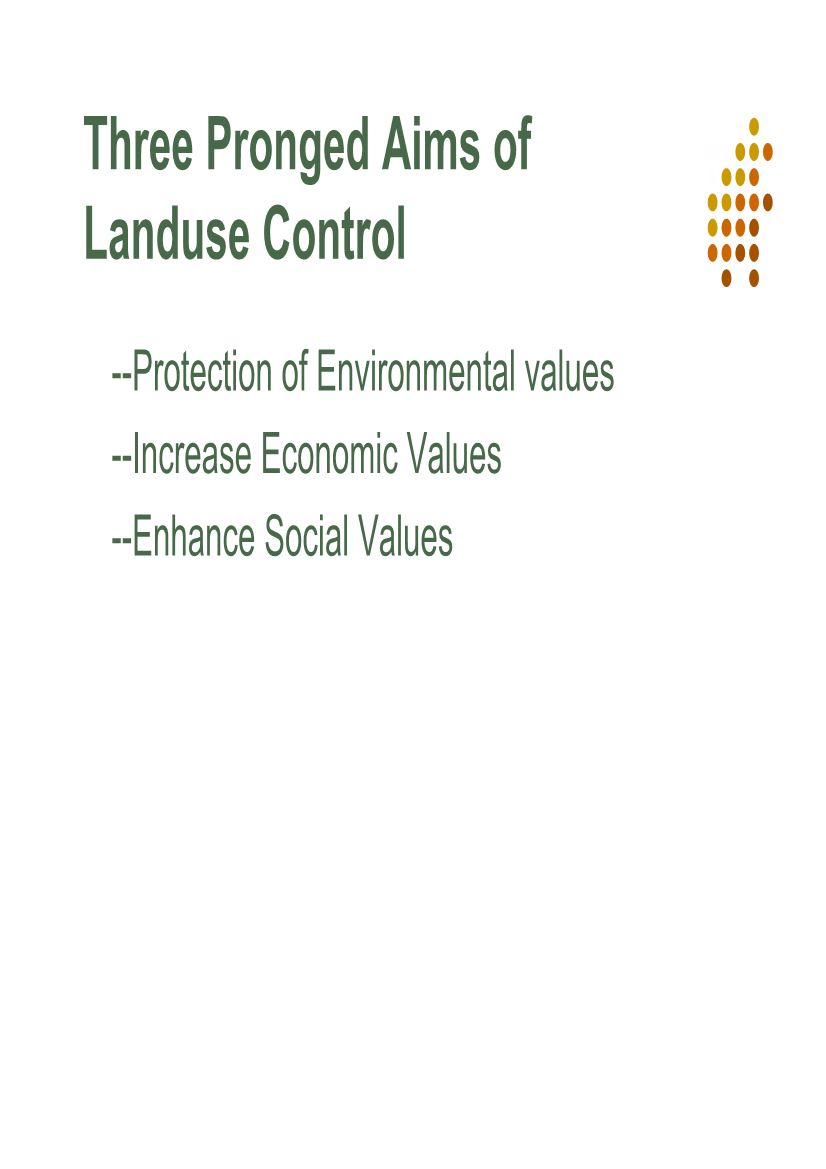 Three Pronged Aims of
Landuse Control
--Protection of Environmental values
--Increase Economic Values
--Enhance Social Values